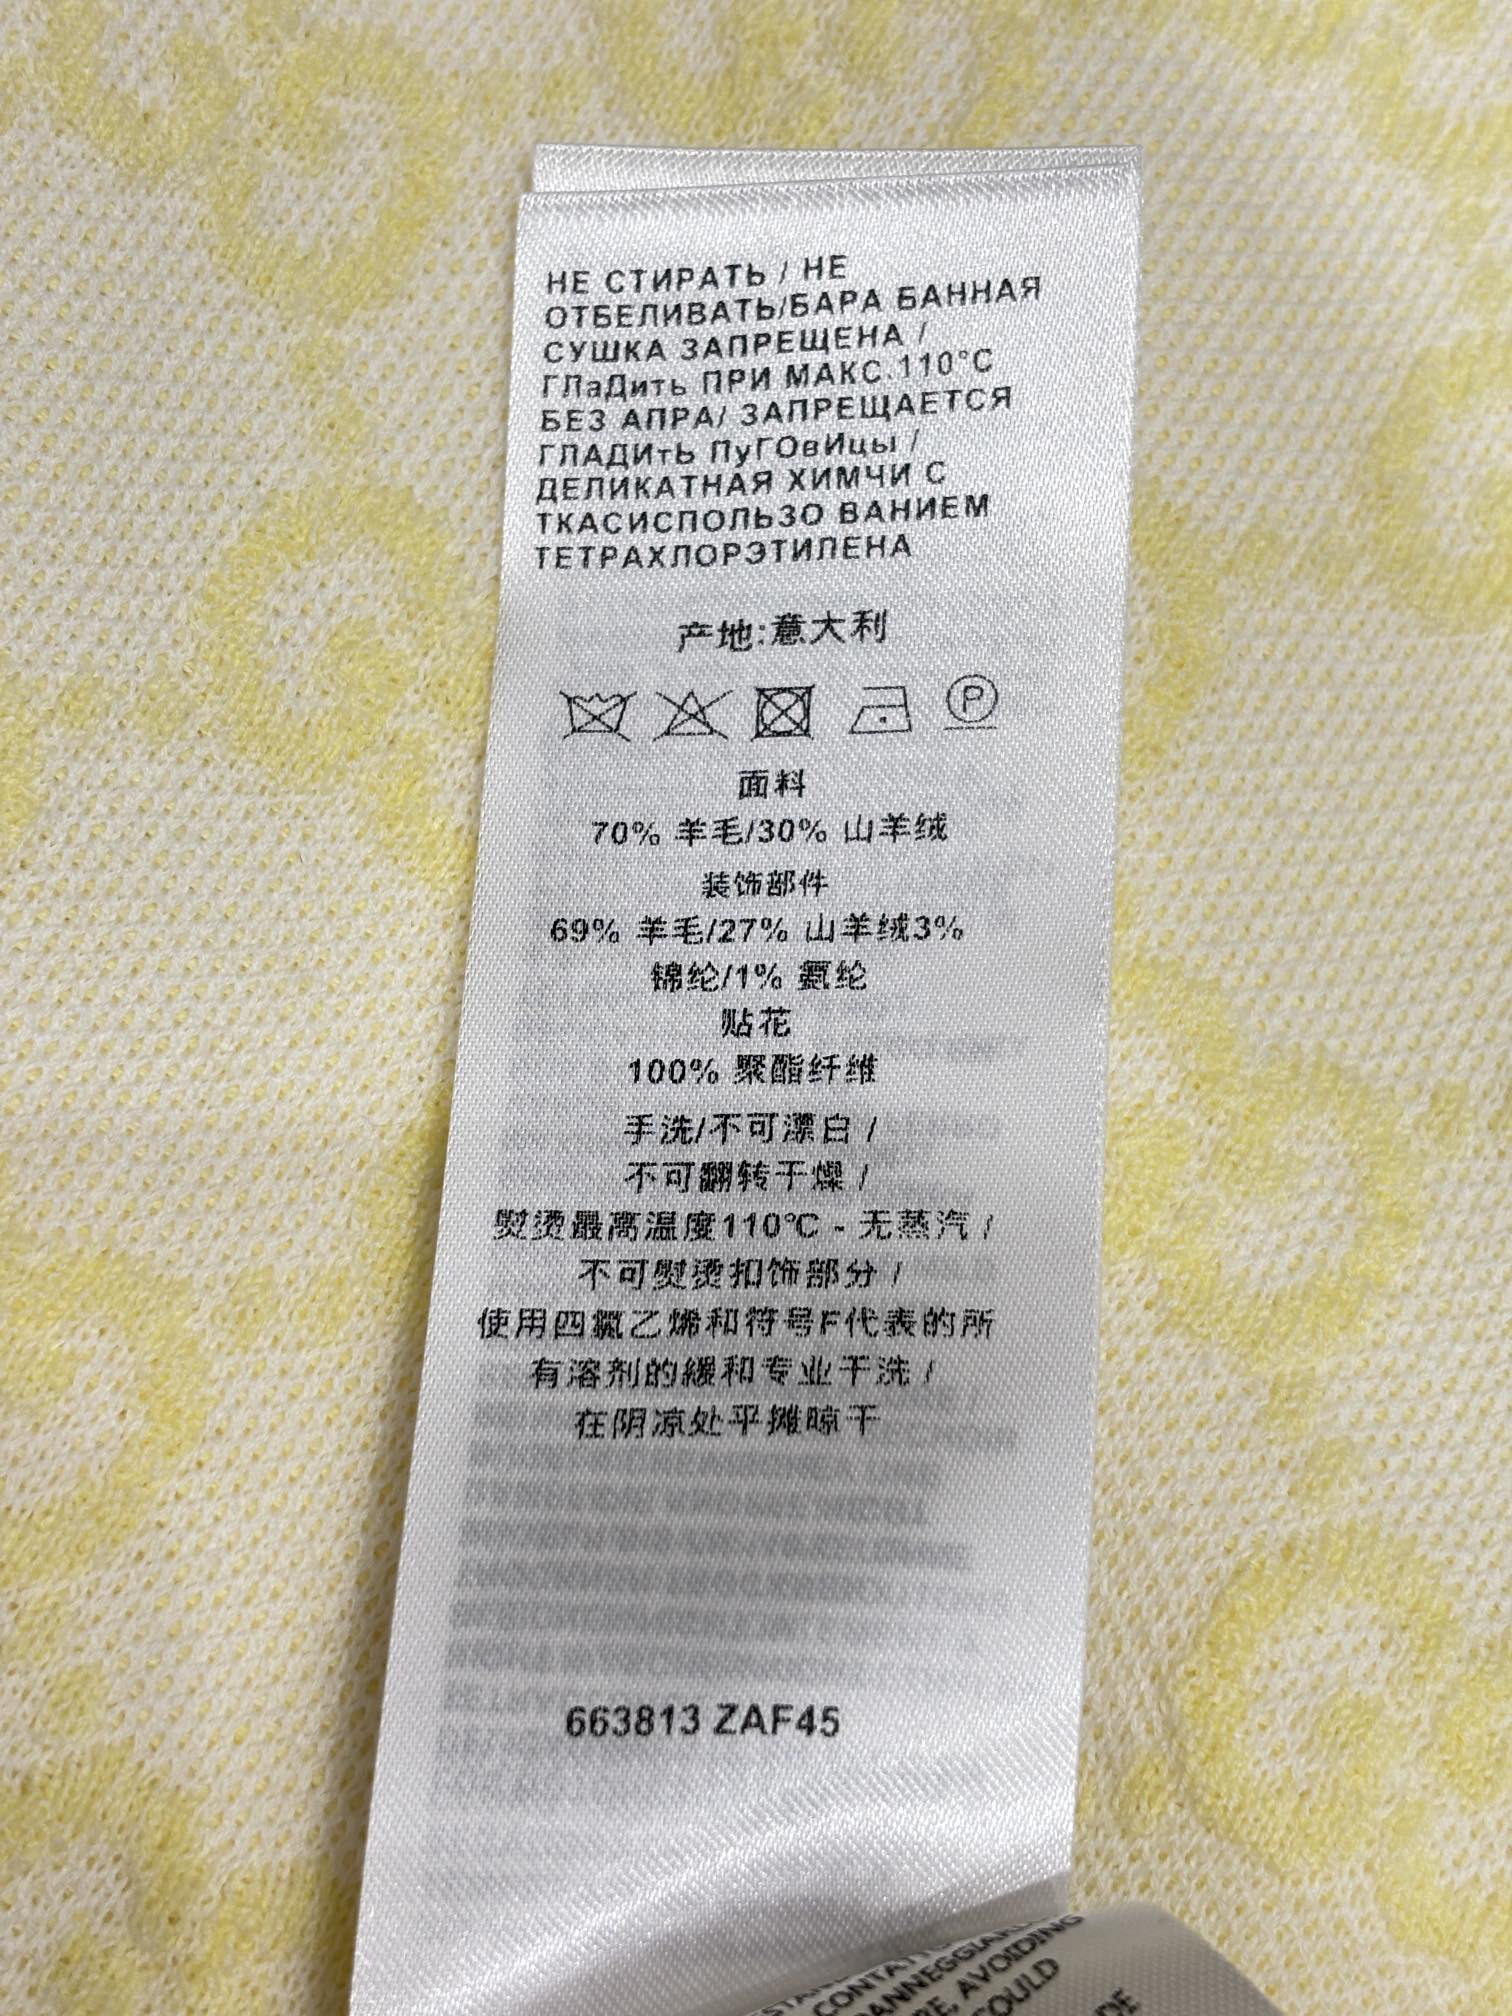 НЕ СТИРАТЬ / НЕ
ОТБЕЛИВАТЬ/БАРА БАННАЯ
СУШКА ЗАПРЕЩЕНА /
ГЛаДить ПРИ МАКС.110°C
БЕЗ АПРА/ ЗАПРЕЩАЕТСЯ
ГЛАДИтЬ ПуГОвИцы /
ДЕЛИКАТНАЯ ХИМЧИ С
ТКАСИСПОЛЬЗО ВАНИЕМ
ТЕТРАХЛОРЭТИЛЕНА
产地:意大利
P
面料
70% 羊毛/30% 山羊绒
装饰部件
69% 羊毛/27% 山羊绒3%
锦纶/1% 氨纶
贴花
100% 聚酯纤维
手洗/不可漂白 /
不可翻转干燥 /
熨烫最高温度110°C - 无蒸汽 /
不可熨烫扣饰部分 /
使用四氯乙烯和符号F代表的所
有溶剂的緩和专业干洗 /
在阴凉处平摊晾干
663813 ZAF45
AVOIDING